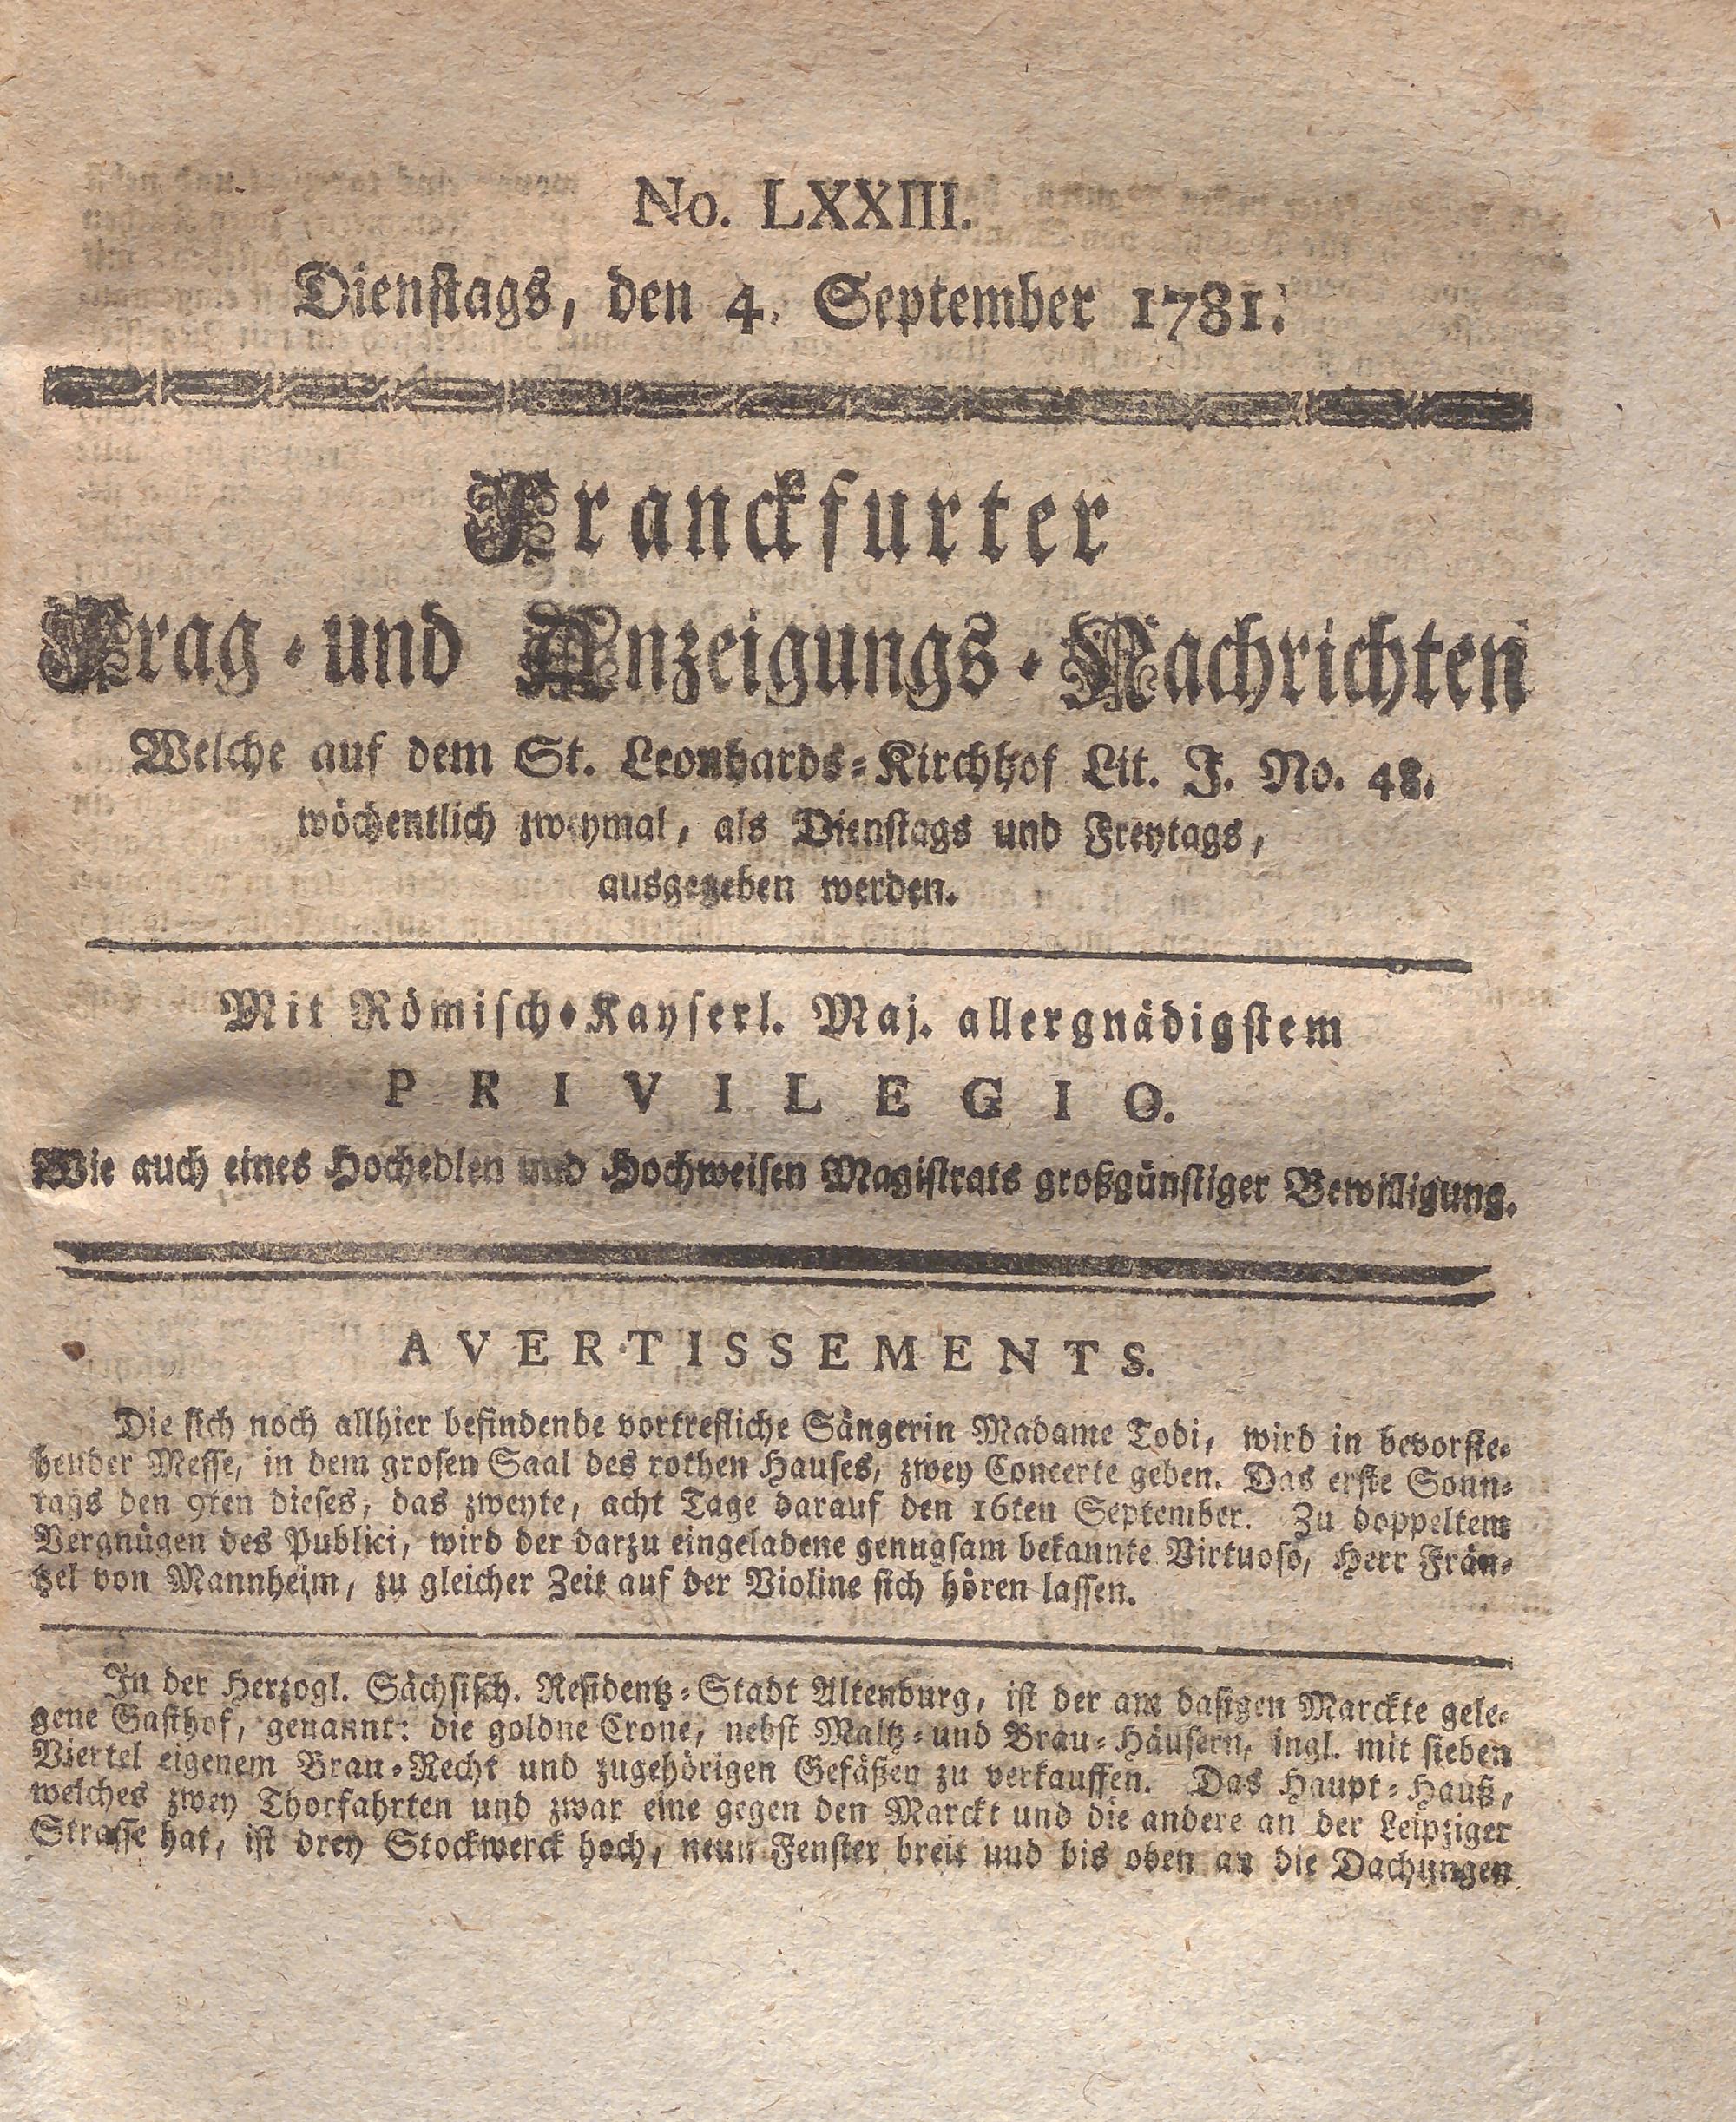 No. LXXIII.
Dienstags, den 4. September 1781.
Franckfurter
Frag-und Anzeigungs-Nachrichten
Welche auf dem St. Leonhards-Kirchhof Lit. J. No. 48.
wöchentlich zweymal, als Dienstags und Freytags,
ausgegeben werden.
Mit Römisch-Kayserl. Maj. allergnädigstem
PRIVILEGIO.
Wie auch eines Hochedlen und Hochweisen Magistrats großgünstiger Bewilligung.
AVERTISSEMENTS.
Die sich noch allhier befindende vortrefliche Sängerin Madame Todi, wird in bevorste-
hender Messe, in dem grosen Saal des rothen Hauses, zwey Concerte geben. Das erste Sonn-
tags den 9ten dieses, das zweyte, acht Tage darauf den 16ten September. Zu doppeltem
Vergnügen des Publici, wird der darzu eingeladene genugsam bekannte Virtuoso, Herr Frän-
zel von Mannheim, zu gleicher Zeit auf der Violine sich hören lassen.
In der Herzogl. Sächsisch. Residentz-Stadt Altenburg, ist der am dasigen Marckte gele-
gene Gasthof, genannt: die goldne Crone, nebst Maltz-und Brau-Häusern, ingl. mit sieben
Viertel eigenem Brau-Recht und zugehörigen Gefäßen zu verkauffen. Das Haupt-Hauß,
welches zwey Thorfahrten und zwar eine gegen den Marckt und die andere an der Leipziger
Strasse hat, ist drey Stockwerck hoch, neun Fenster breit und bis oben an die Dachungen